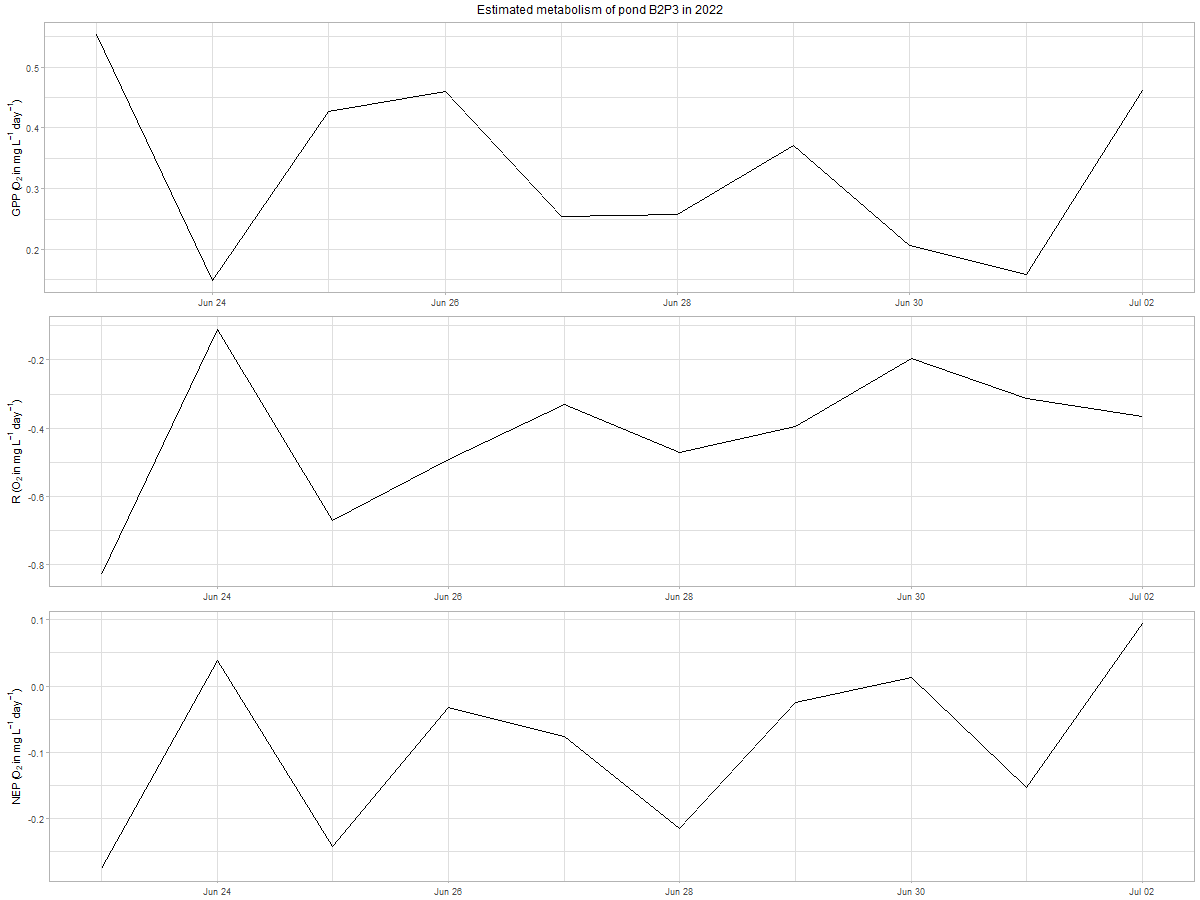 Estimated metabolism of pond B2P3 in 2022
GPP (O₂ in mg L⁻¹ day⁻¹)
0.5
0.4
0.3
0.2
Jun 24 Jun 26 Jun 28 Jun 30 Jul 02
R (O₂ in mg L⁻¹ day⁻¹)
-0.2
-0.4
-0.6
-0.8
Jun 24 Jun 26 Jun 28 Jun 30 Jul 02
NEP (O₂ in mg L⁻¹ day⁻¹)
0.1
0.0
-0.1
-0.2
Jun 24 Jun 26 Jun 28 Jun 30 Jul 02